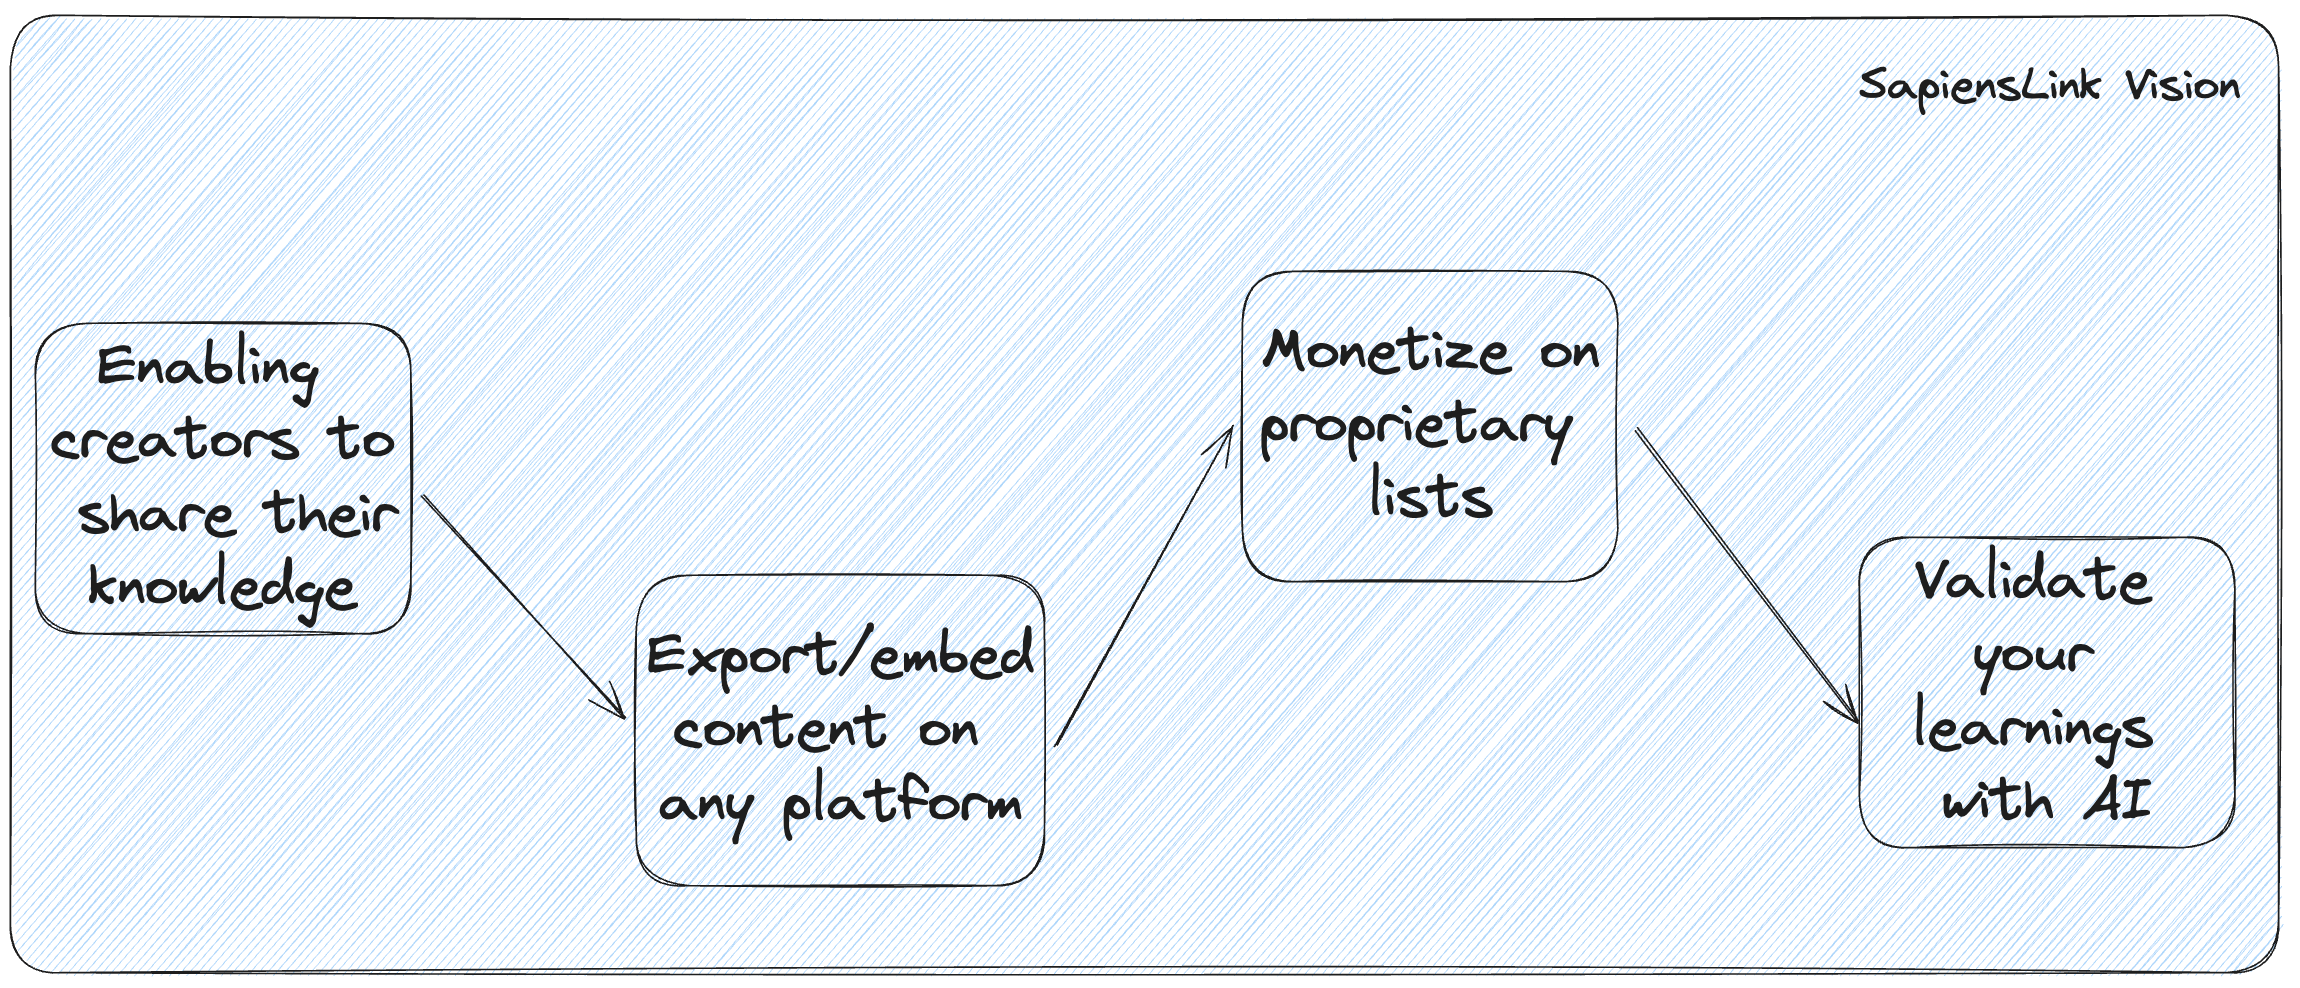 SapiensLink Vision
Enabling
creators to
share their
knowledge
Export/embed
content on
any platform
Monetize on
proprietary
lists
Validate
your
learnings
with AI